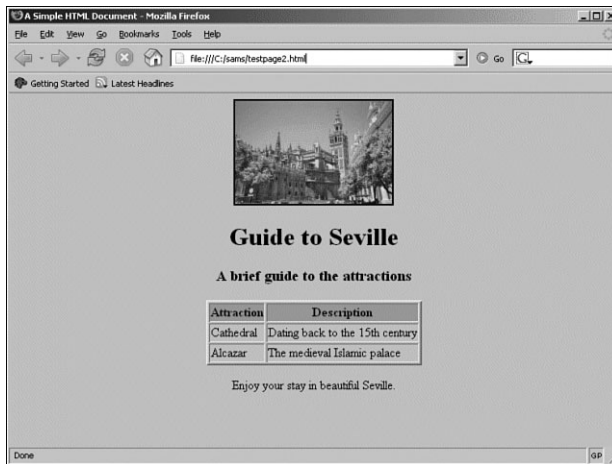 A Simple HTML Document - Mozilla Firefox
File Edit View Go Bookmarks Tools Help
file:///C:/sams/testpage2.html Go G
Getting Started Latest Headlines
Guide to Seville
A brief guide to the attractions
Attraction Description
Cathedral Dating back to the 15th century
Alcazar The medieval Islamic palace
Enjoy your stay in beautiful Seville.
Done GP